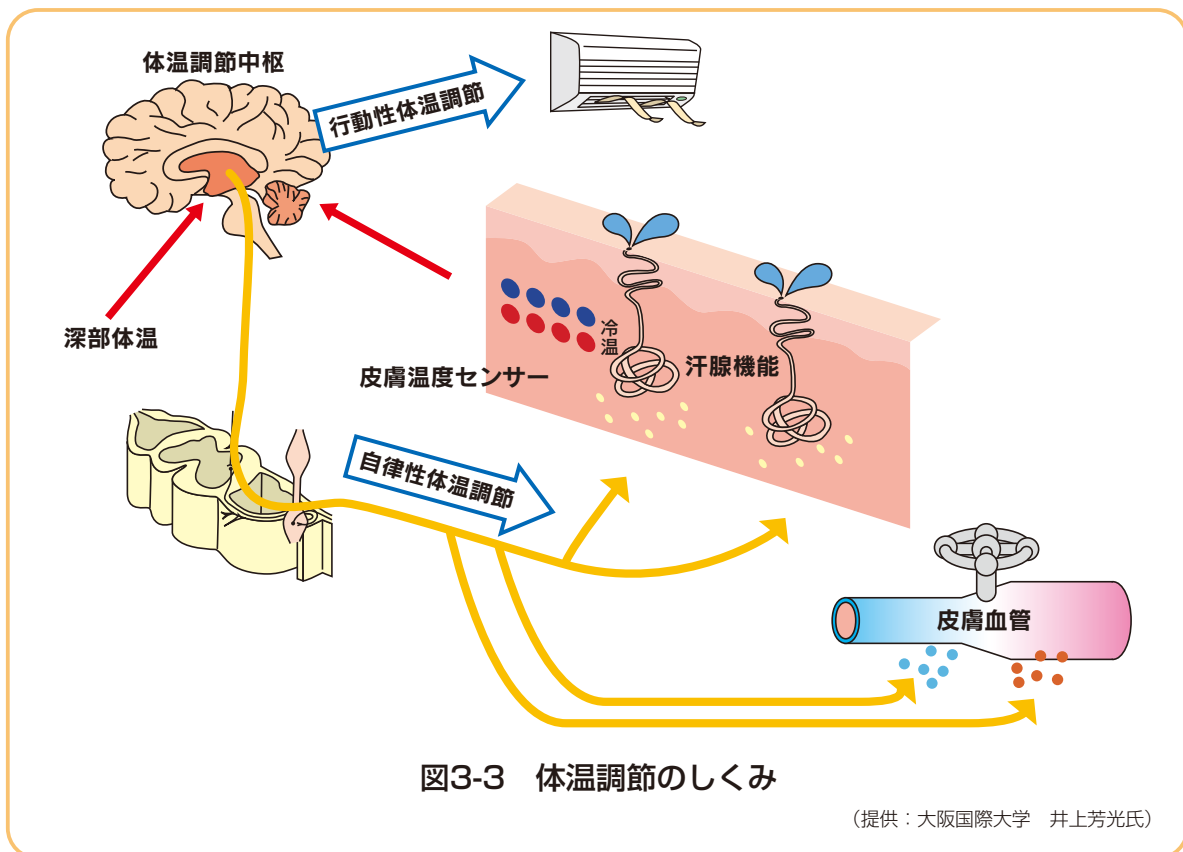 体温調節中枢
行動性体温調節
深部体温
冷
温
皮膚温度センサー
汗腺機能
自律性体温調節
皮膚血管
図3-3　体温調節のしくみ
（提供：大阪国際大学　井上芳光氏）